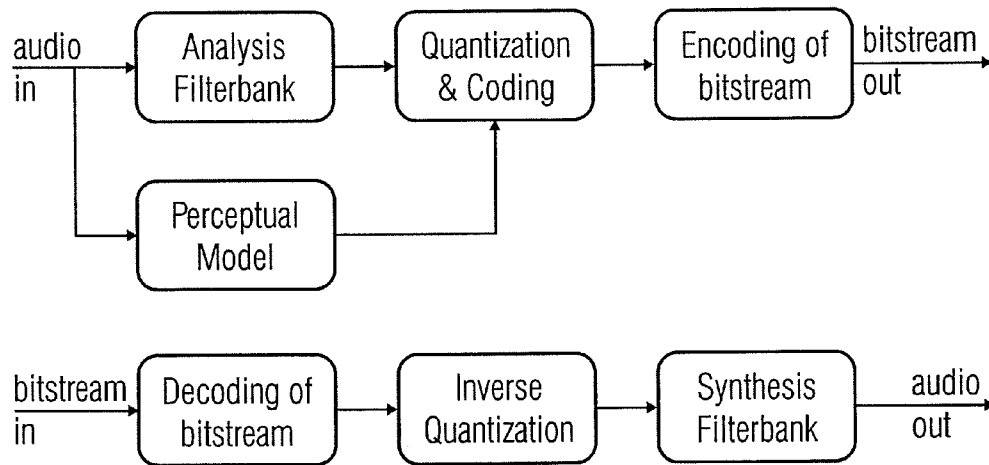 audio
in
Analysis
Filterbank
Quantization
& Coding
Encoding of
bitstream
bitstream
out
Perceptual
Model
bitstream
in
Decoding of
bitstream
Inverse
Quantization
Synthesis
Filterbank
audio
out